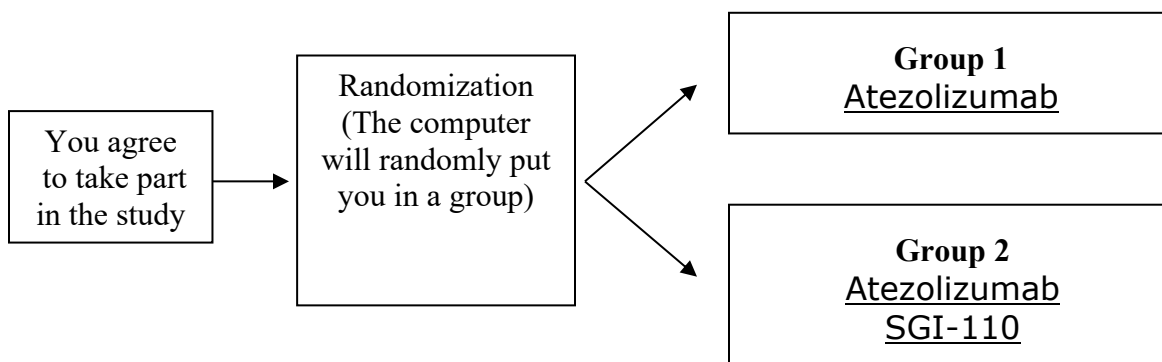 You agree
to take part
in the study
Randomization
(The computer
will randomly put
you in a group)
Group 1
Atezolizumab
Group 2
Atezolizumab
SGI-110